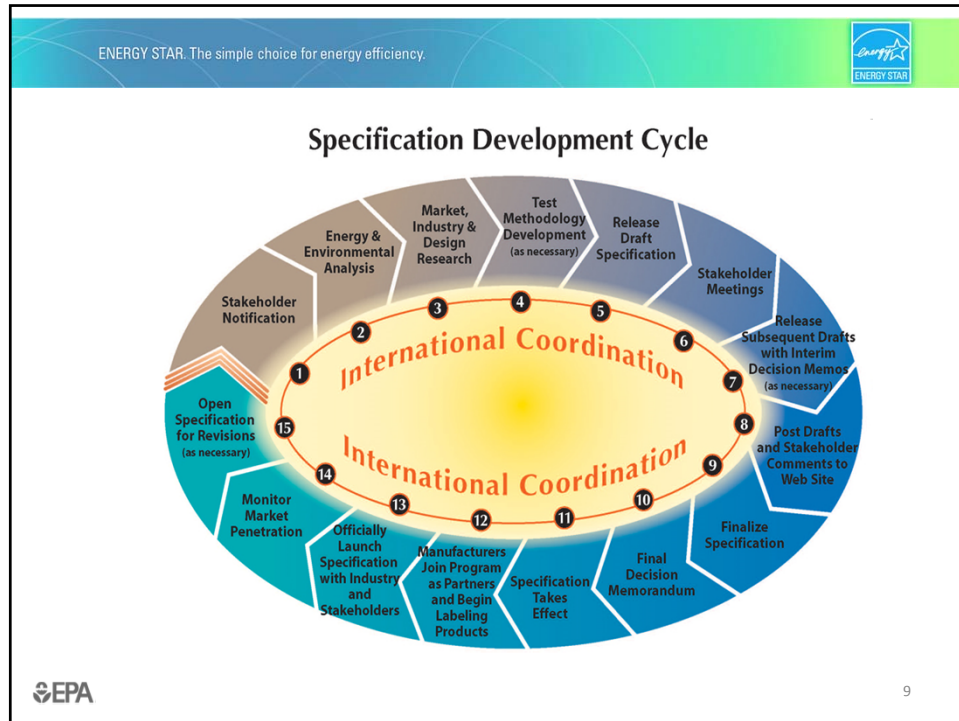 ENERGY STAR. The simple choice for energy efficiency.
energy
ENERGY STAR
Specification Development Cycle
Stakeholder
Notification
Energy &
Environmental
Analysis
Market,
Industry &
Design
Research
Test
Methodology
Development
(as necessary)
Release
Draft
Specification
Stakeholder
Meetings
Release
Subsequent Drafts
with Interim
Decision Memos
(as necessary)
Post Drafts
and Stakeholder
Comments to
Web Site
Finalize
Specification
Final
Decision
Memorandum
Specification
Takes
Effect
Manufacturers
Join Program
as Partners
and Begin
Labeling
Products
Officially
Launch
Specification
with Industry
and
Stakeholders
Monitor
Market
Penetration
Open
Specification
for Revisions
(as necessary)
1
2
3
4
5
6
7
8
9
10
11
12
13
14
15
International Coordination
International Coordination
EPA
9